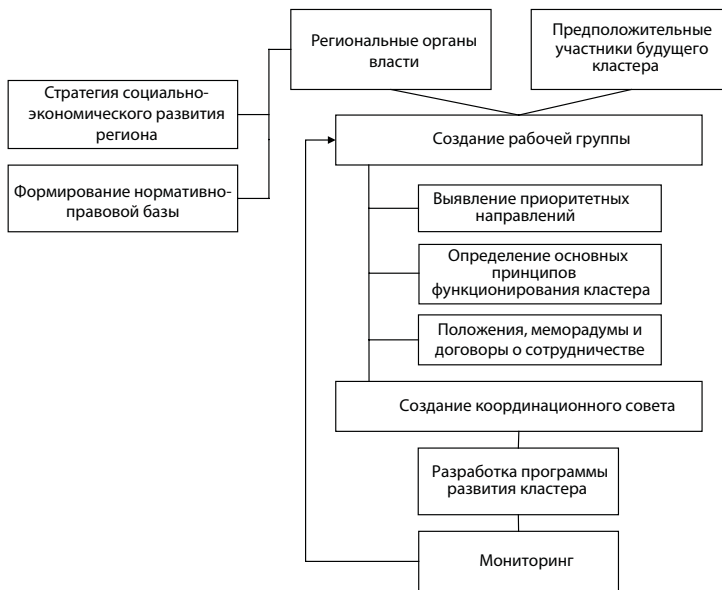 Региональные органы
власти
Предположительные
участники будущего
кластера
Стратегия социально-
экономического развития
региона
Формирование нормативно-
правовой базы
Создание рабочей группы
Выявление приоритетных
направлений
Определение основных
принципов
функционирования кластера
Положения, меморадумы и
договоры о сотрудничестве
Создание координационного совета
Разработка программы
развития кластера
Мониторинг